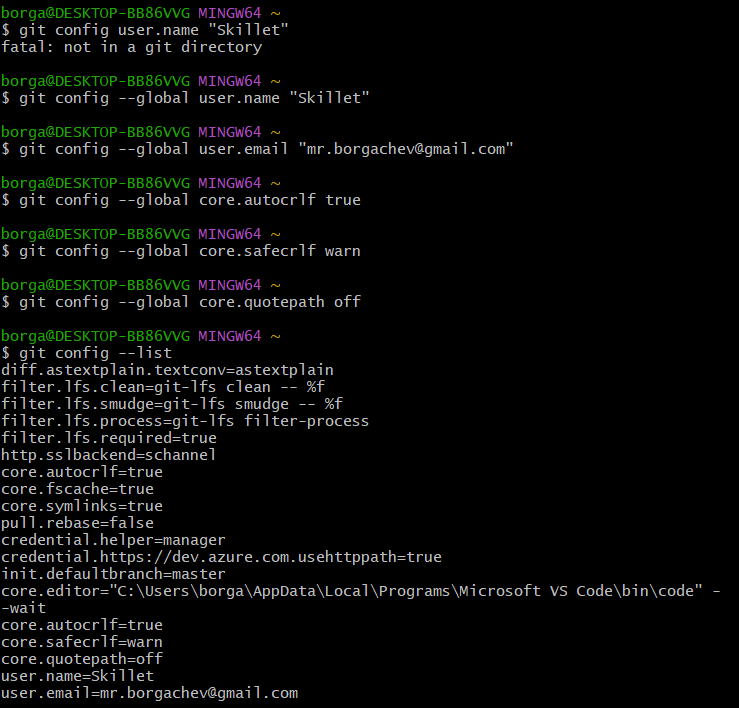 borga@DESKTOP-BB86VVG MINGW64 ~
$ git config user.name "Skillet"
fatal: not in a git directory
borga@DESKTOP-BB86VVG MINGW64 ~
$ git config --global user.name "Skillet"
borga@DESKTOP-BB86VVG MINGW64 ~
$ git config --global user.email "mr.borgachev@gmail.com"
borga@DESKTOP-BB86VVG MINGW64 ~
$ git config --global core.autocrlf true
borga@DESKTOP-BB86VVG MINGW64 ~
$ git config --global core.safecrlf warn
borga@DESKTOP-BB86VVG MINGW64 ~
$ git config --global core.quotepath off
borga@DESKTOP-BB86VVG MINGW64 ~
$ git config --list
diff.astextplain.textconv=astextplain
filter.lfs.clean=git-lfs clean -- %f
filter.lfs.smudge=git-lfs smudge -- %f
filter.lfs.process=git-lfs filter-process
filter.lfs.required=true
http.sslbackend=schannel
core.autocrlf=true
core.fscache=true
core.symlinks=true
pull.rebase=false
credential.helper=manager
credential.https://dev.azure.com.usehttppath=true
init.defaultbranch=master
core.editor="C:\Users\borga\AppData\Local\Programs\Microsoft VS Code\bin\code" -
-wait
core.autocrlf=true
core.safecrlf=warn
core.quotepath=off
user.name=Skillet
user.email=mr.borgachev@gmail.com